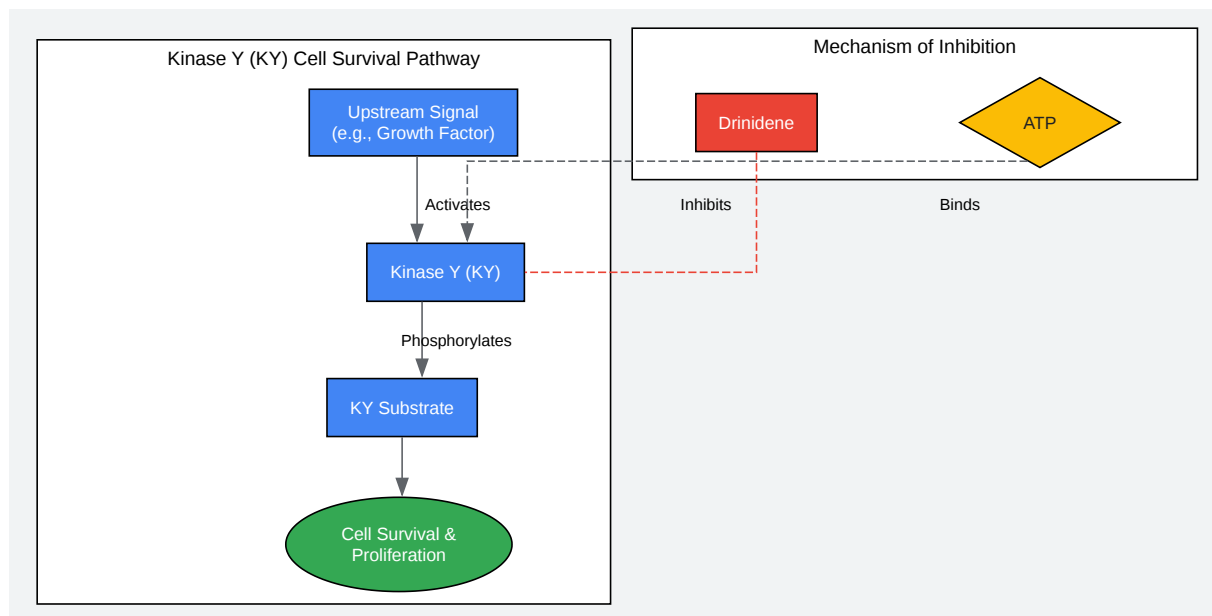 Kinase Y (KY) Cell Survival Pathway
Upstream Signal
(e.g., Growth Factor)
Activates
Kinase Y (KY)
Phosphorylates
KY Substrate
Cell Survival &
Proliferation
Mechanism of Inhibition
Drinidene
ATP
Inhibits
Binds